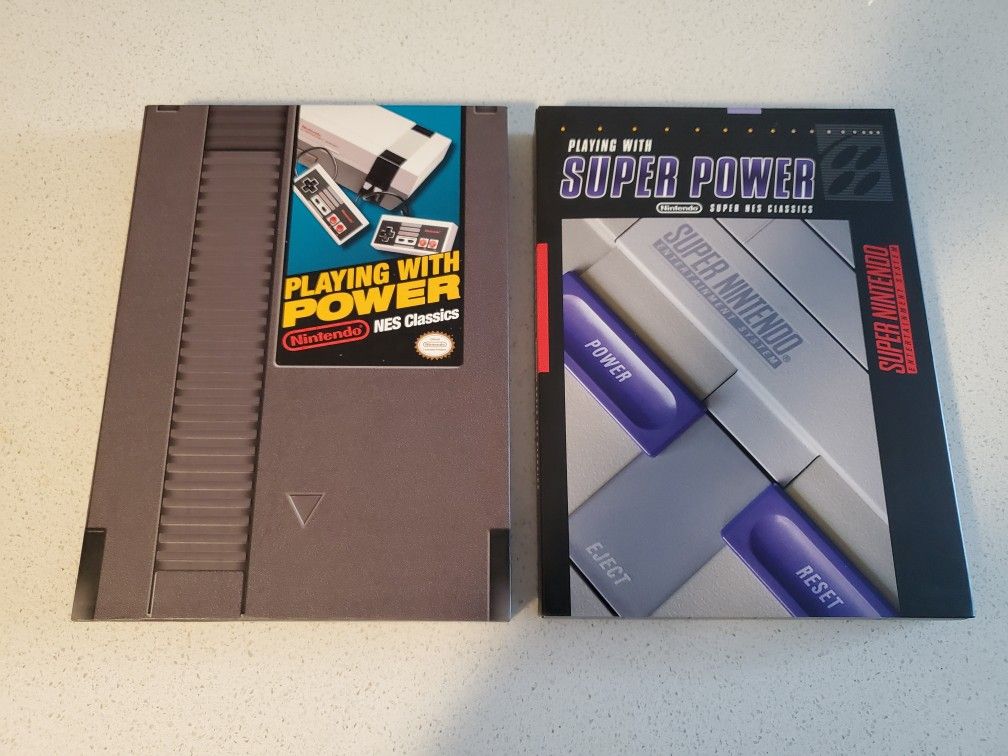 PLAYING WITH
POWER
Nintendo NES Classics
PLAYING WITH
SUPER POWER
Nintendo SUPER NES CLASSICS
SUPER NINTENDO
ENTERTAINMENT SYSTEM
SUPER NINTENDO
ENTERTAINMENT SYSTEM®
POWER
EJECT
RESET